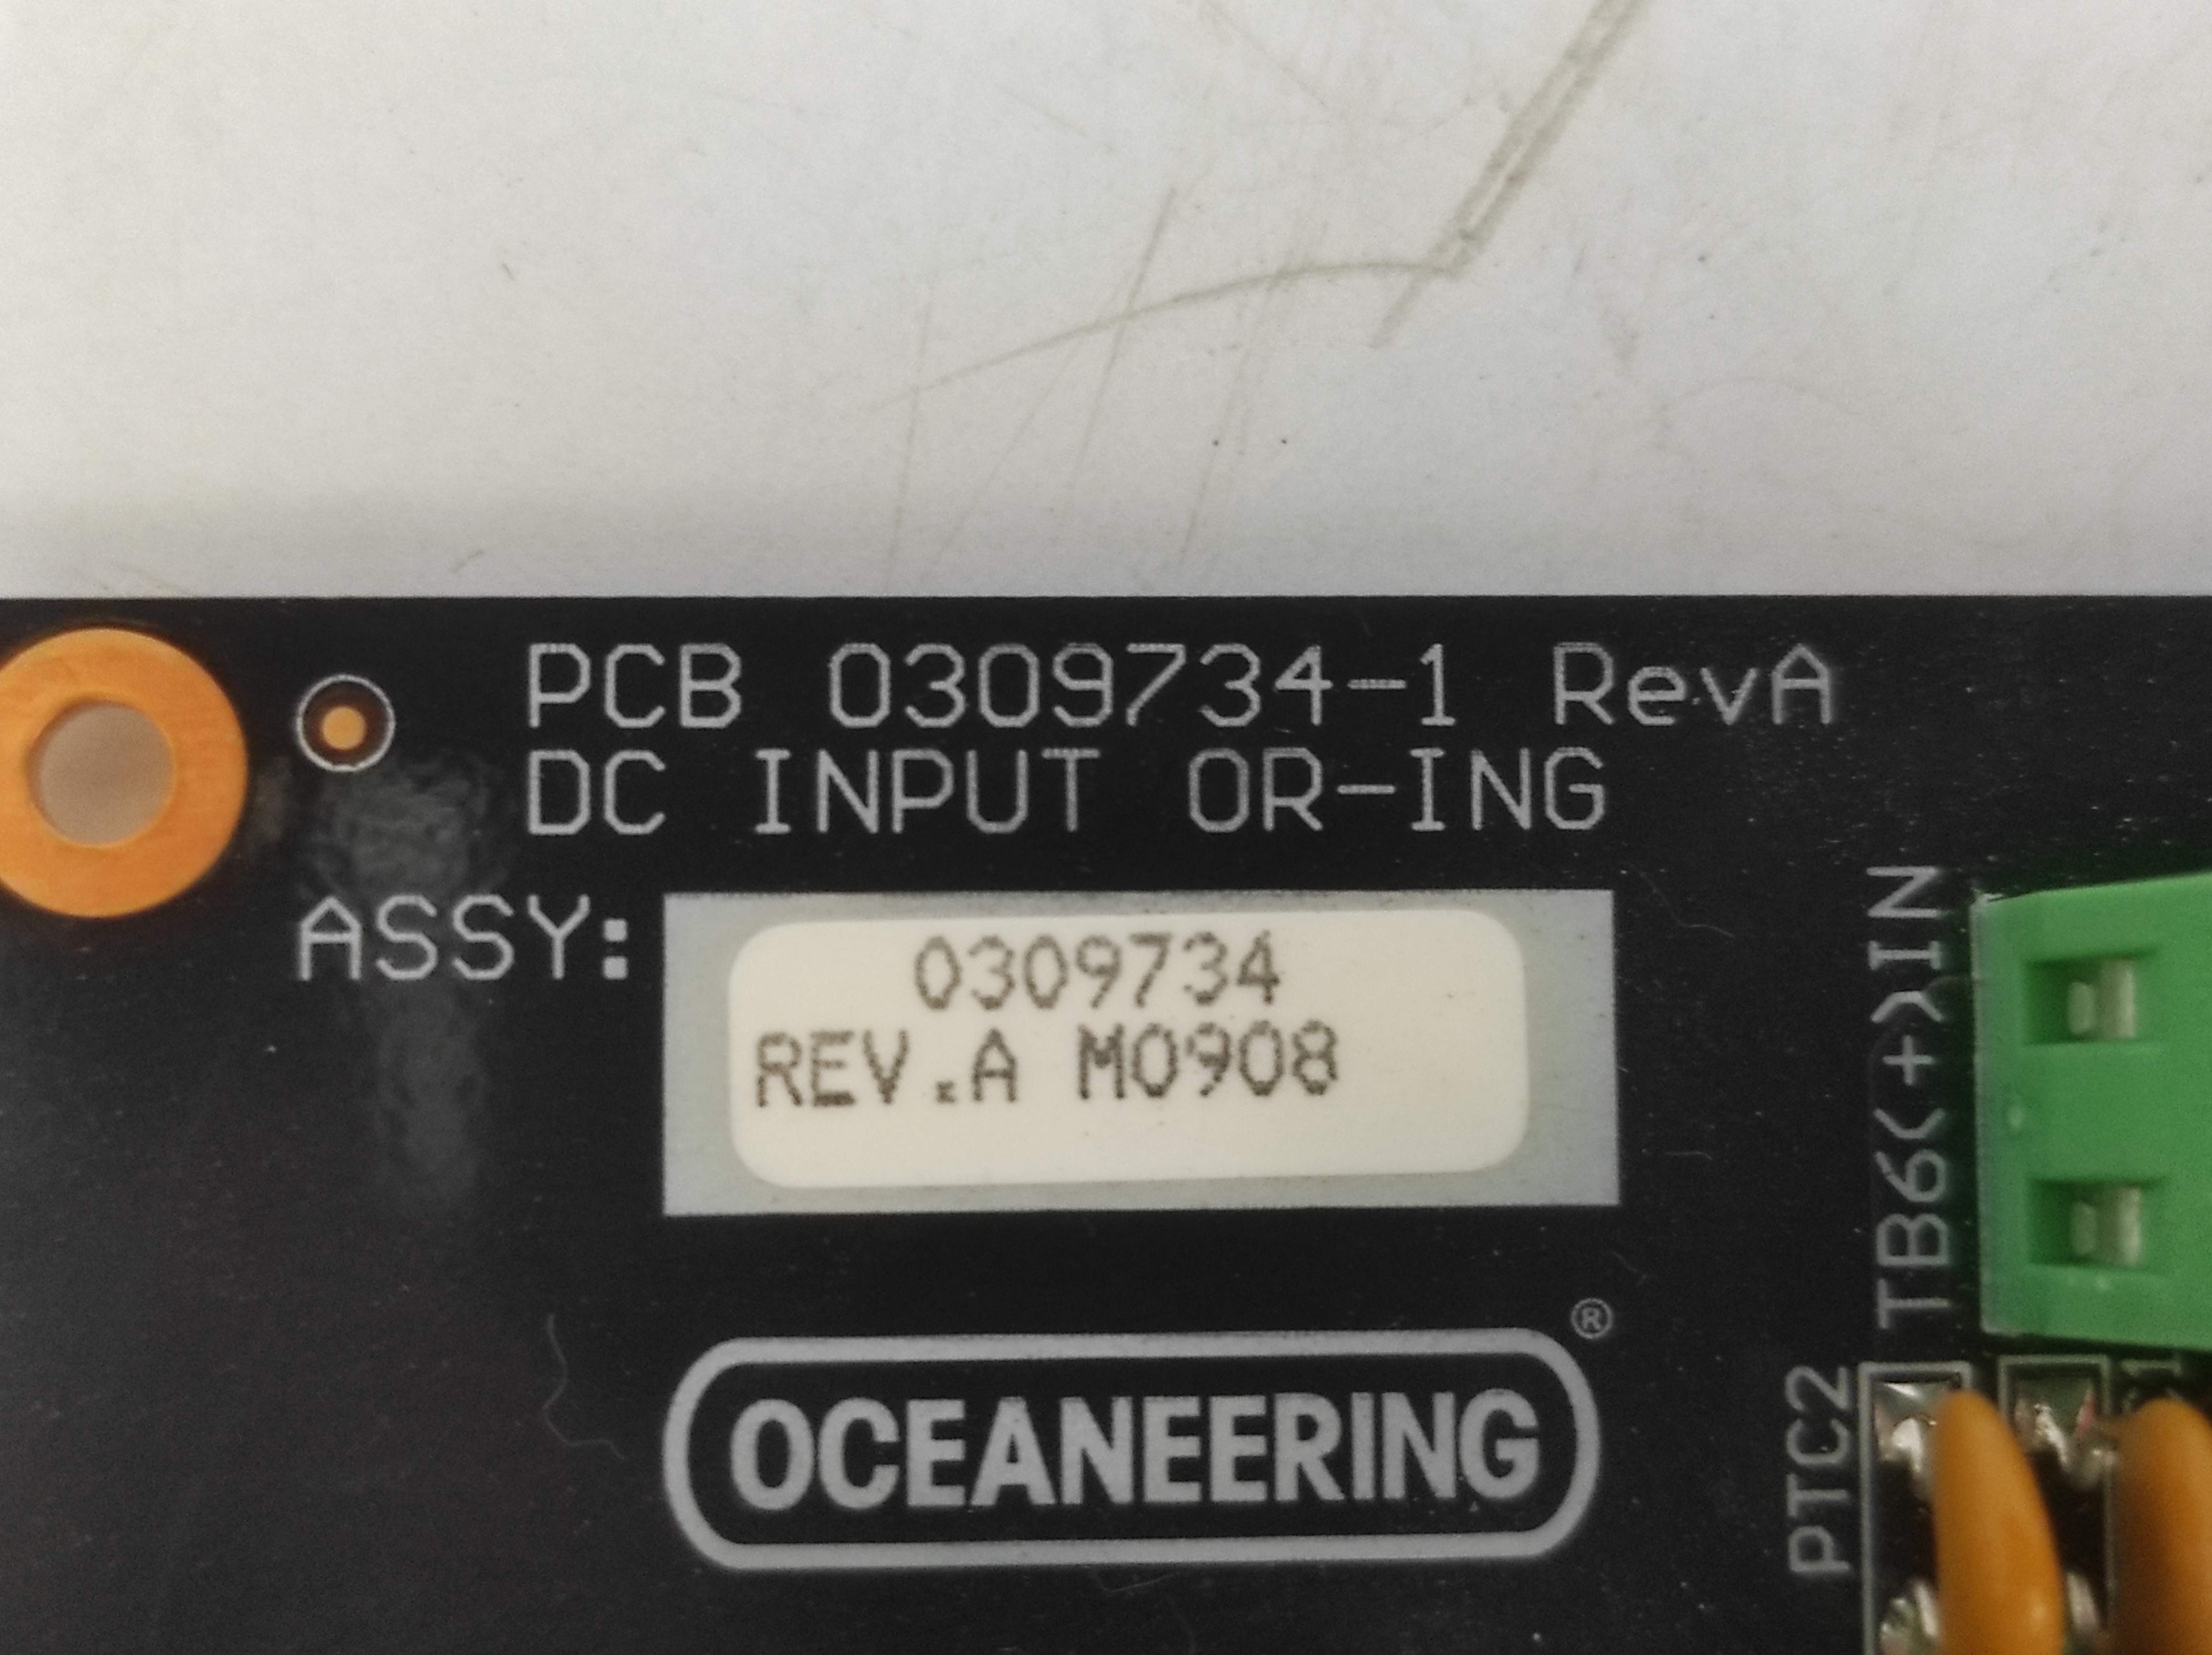 PCB 0309734-1 RevA
DC INPUT OR-ING
ASSY:
0309734
REV.A M0908
OCEANEERING®
TB6(+)IN
PTC2